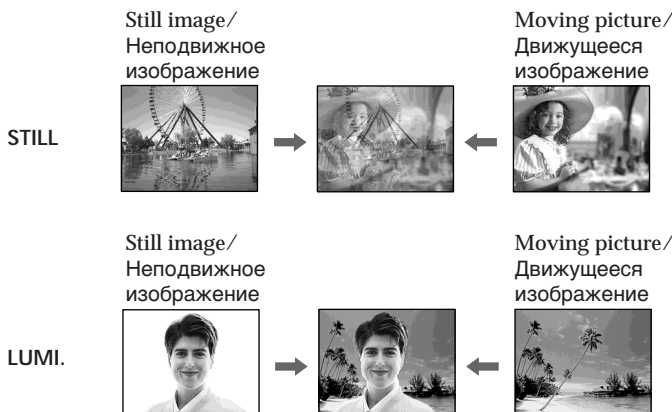 Still image/
Неподвижное
изображение
Moving picture/
Движущееся
изображение
STILL
Still image/
Неподвижное
изображение
Moving picture/
Движущееся
изображение
LUMI.